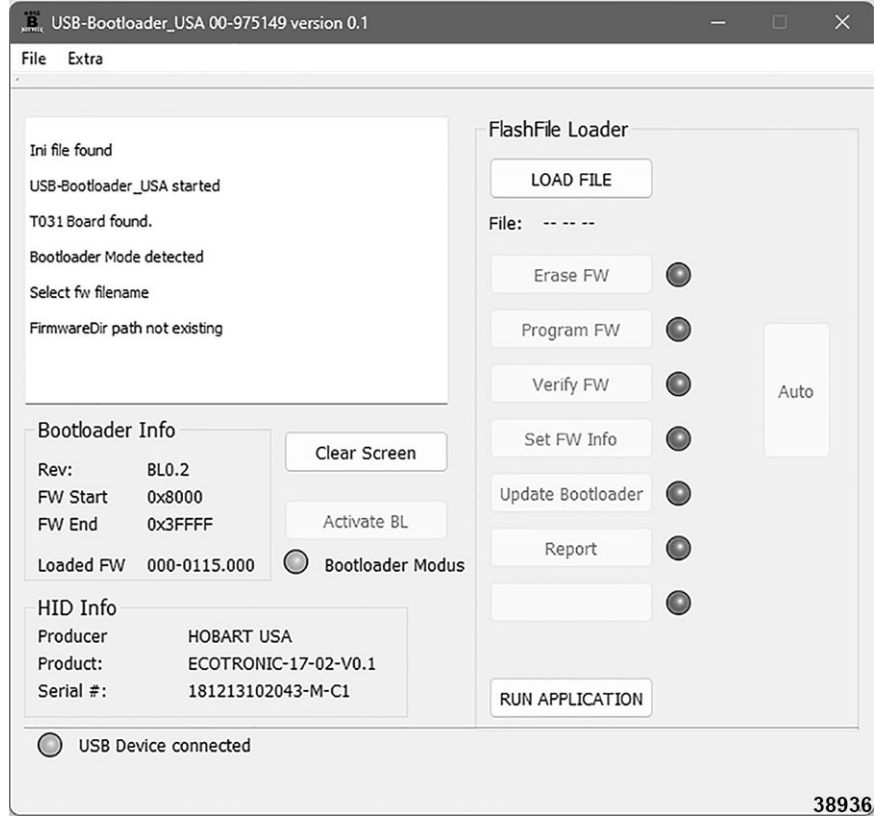 USB-Bootloader_USA 00-975149 version 0.1
File Extra
Ini file found
USB-Bootloader_USA started
T031 Board found.
Bootloader Mode detected
Select fw filename
FirmwareDir path not existing
Bootloader Info
Rev: BL0.2
FW Start 0x8000
FW End 0x3FFFF
Loaded FW 000-0115.000
Clear Screen
Activate BL
Bootloader Modus
HID Info
Producer HOBART USA
Product: ECOTRONIC-17-02-V0.1
Serial #: 181213102043-M-C1
USB Device connected
FlashFile Loader
LOAD FILE
File: -- -- --
Erase FW
Program FW
Verify FW
Set FW Info
Update Bootloader
Report
Auto
RUN APPLICATION
38936